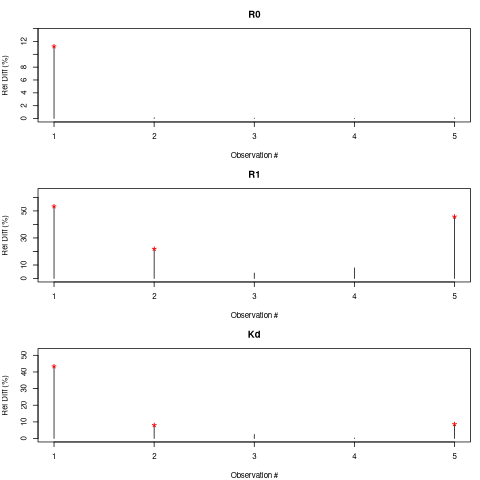 R0
12
8
6
4
2
0
Rel Diff (%)
1 2 3 4 5
Observation #
R1
50
30
10
0
Rel Diff (%)
1 2 3 4 5
Observation #
Kd
50
40
30
20
10
0
Rel Diff (%)
1 2 3 4 5
Observation #